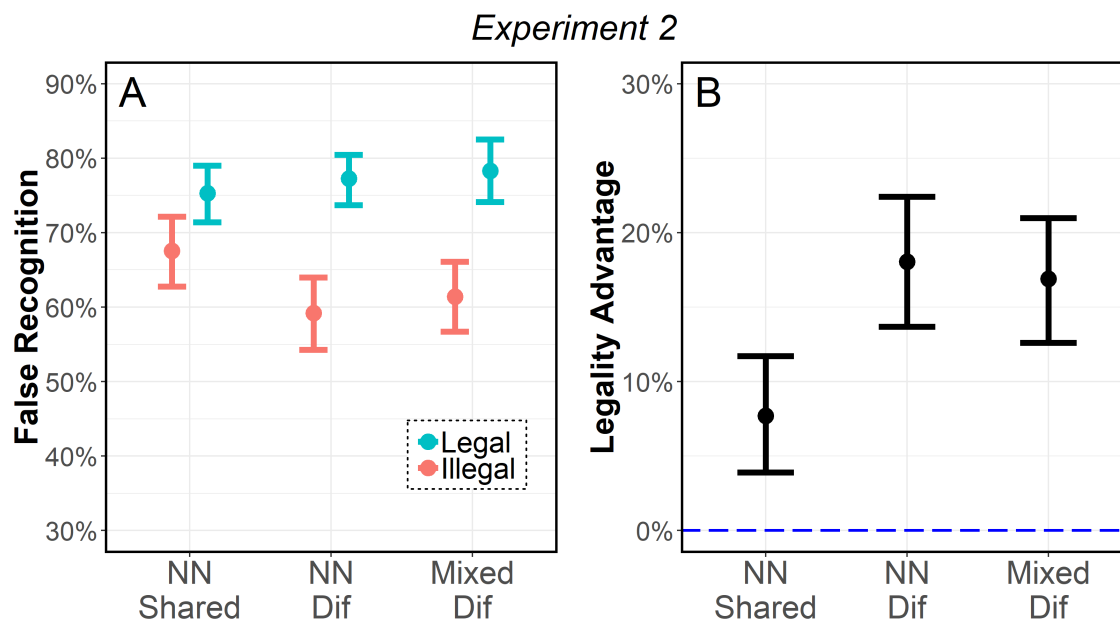 Experiment 2
A
False Recognition
90%
80%
70%
60%
50%
40%
30%
Legal
Illegal
NN
Shared
NN
Dif
Mixed
Dif
B
Legality Advantage
30%
20%
10%
0%
NN
Shared
NN
Dif
Mixed
Dif